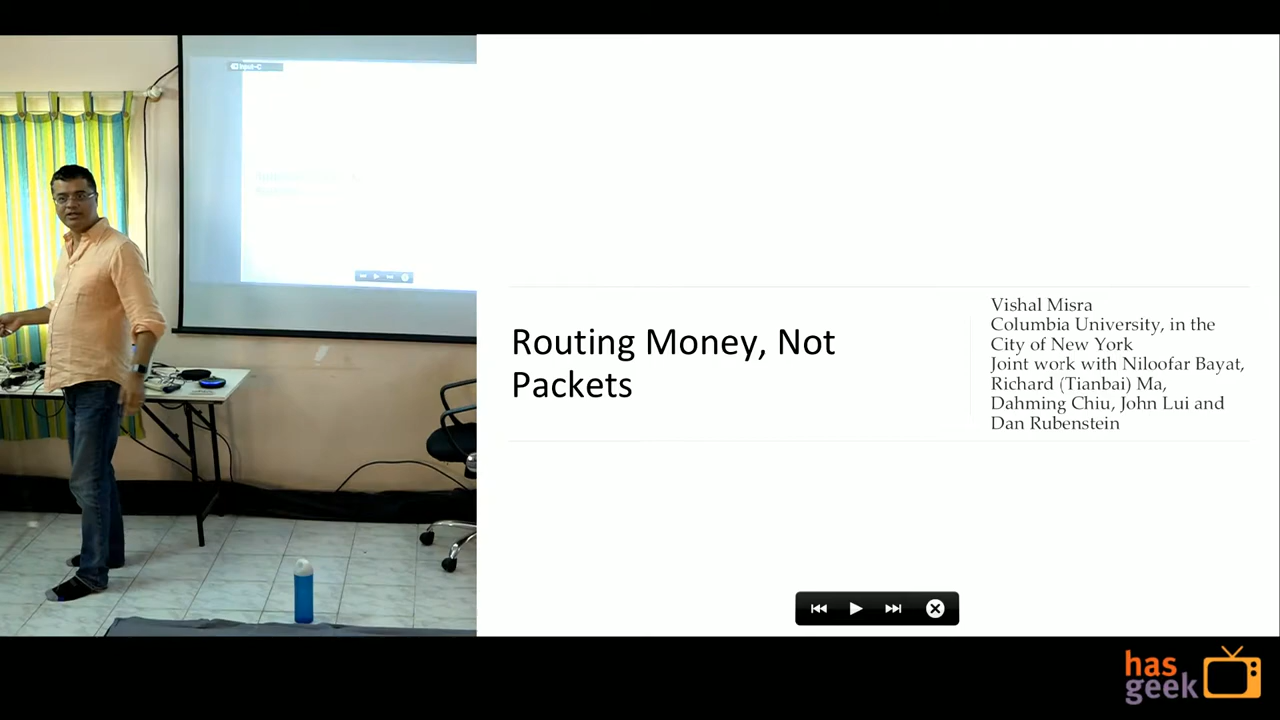 Input-C
Routing Money, Not
Packets
Vishal Misra
Columbia University, in the
City of New York
Joint work with Niloofar Bayat,
Richard (Tianbai) Ma,
Dahming Chiu, John Lui and
Dan Rubenstein
has
geek